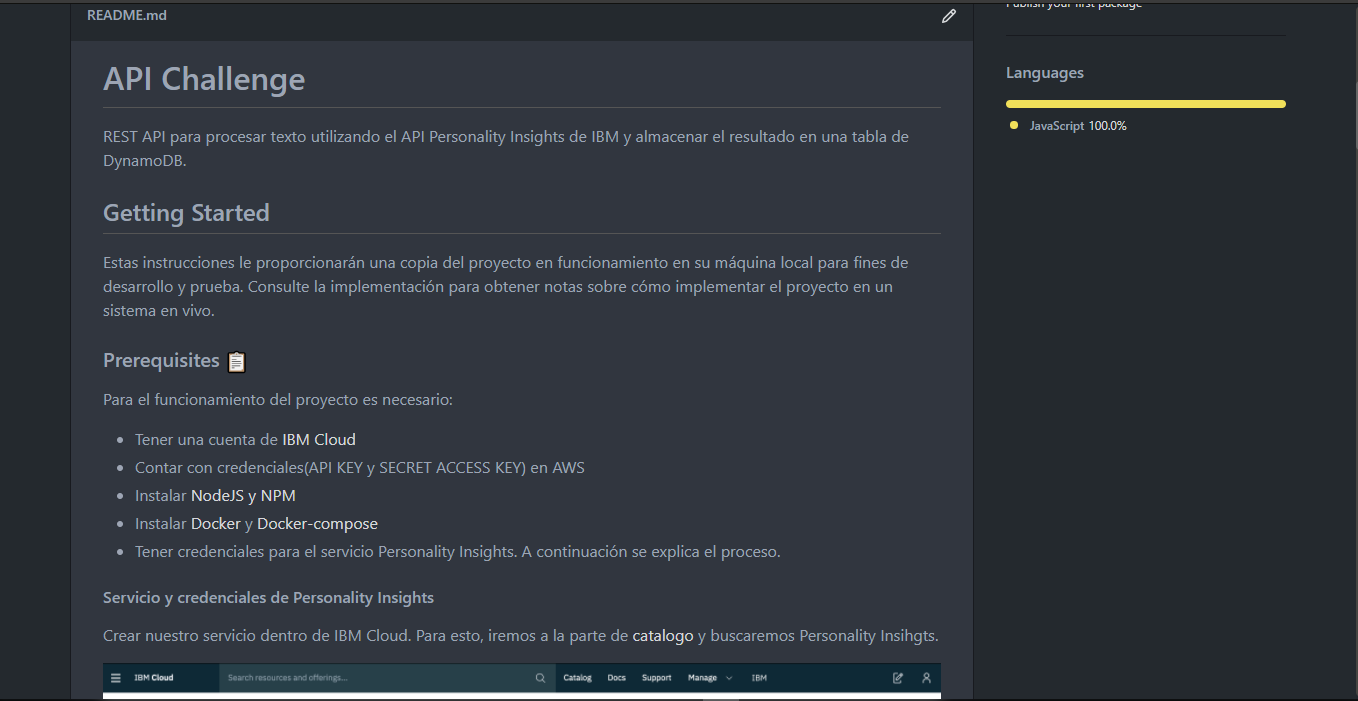 Publish your first package
README.md
API Challenge
Languages
JavaScript 100.0%
REST API para procesar texto utilizando el API Personality Insights de IBM y almacenar el resultado en una tabla de
DynamoDB.
Getting Started
Estas instrucciones le proporcionarán una copia del proyecto en funcionamiento en su máquina local para fines de
desarrollo y prueba. Consulte la implementación para obtener notas sobre cómo implementar el proyecto en un
sistema en vivo.
Prerequisites
Para el funcionamiento del proyecto es necesario:
Tener una cuenta de IBM Cloud
Contar con credenciales(API KEY y SECRET ACCESS KEY) en AWS
Instalar NodeJS y NPM
Instalar Docker y Docker-compose
Tener credenciales para el servicio Personality Insights. A continuación se explica el proceso.
Servicio y credenciales de Personality Insights
Crear nuestro servicio dentro de IBM Cloud. Para esto, iremos a la parte de catalogo y buscaremos Personality Insihgts.
IBM Cloud Search resources and offerings... Catalog Docs Support Manage IBM